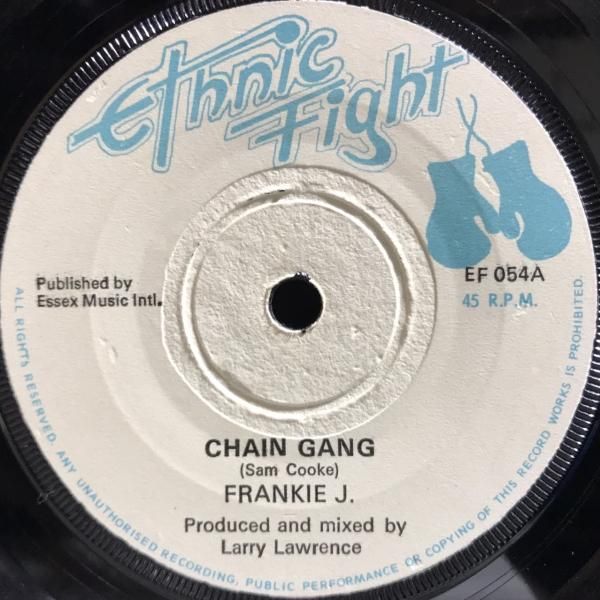 Ethnic
Fight
Published by
Essex Music Intl.
EF 054A
45 R.P.M.
CHAIN GANG
(Sam Cooke)
FRANKIE J.
Produced and mixed by
Larry Lawrence
ALL RIGHTS RESERVED. ANY UNAUTHORISED RECORDING, PUBLIC PERFORMANCE OR COPYING OF THIS RECORD WORKS IS PROHIBITED.